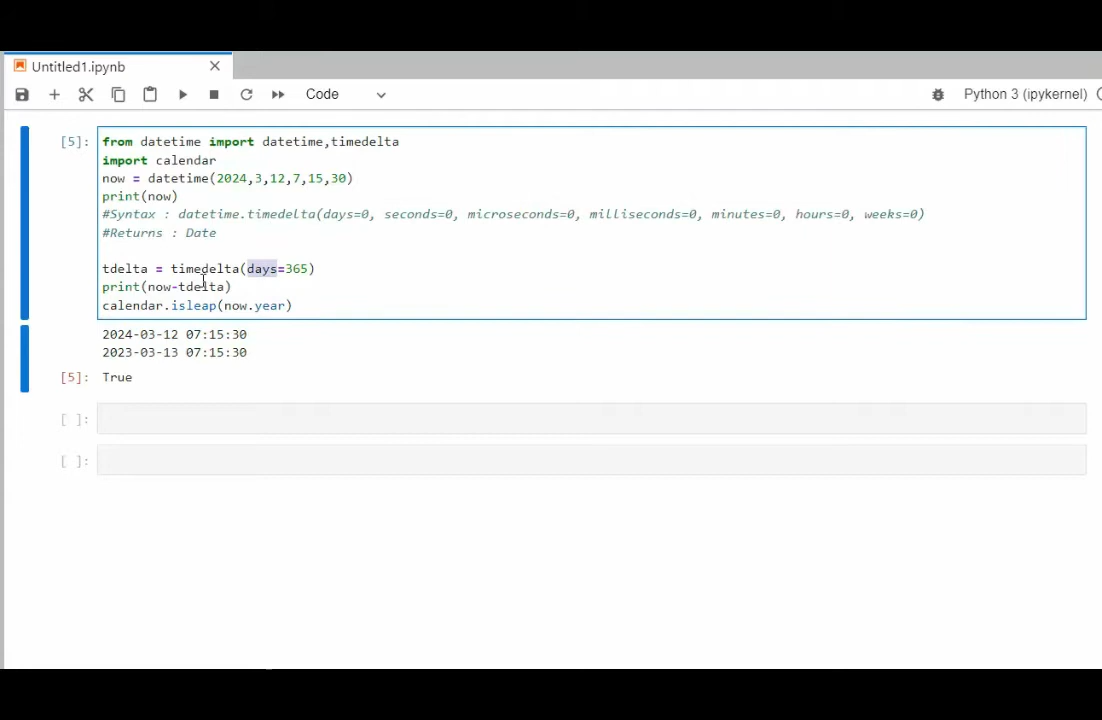 Untitled1.ipynb
Code
Python 3 (ipykernel)
[5]: from datetime import datetime,timedelta
import calendar
now = datetime(2024,3,12,7,15,30)
print(now)
#Syntax : datetime.timedelta(days=0, seconds=0, microseconds=0, milliseconds=0, minutes=0, hours=0, weeks=0)
#Returns : Date
tdelta = timedelta(days=365)
print(now-tdelta)
calendar.isleap(now.year)
2024-03-12 07:15:30
2023-03-13 07:15:30
[5]: True
[ ]:
[ ]: